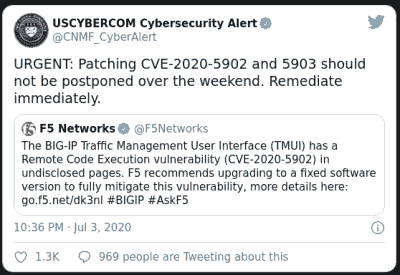 USCYBERCOM Cybersecurity Alert
@CNMF_CyberAlert
URGENT: Patching CVE-2020-5902 and 5903 should
not be postponed over the weekend. Remediate
immediately.
F5 Networks @F5Networks
The BIG-IP Traffic Management User Interface (TMUI) has a
Remote Code Execution vulnerability (CVE-2020-5902) in
undisclosed pages. F5 recommends upgrading to a fixed software
version to fully mitigate this vulnerability, more details here:
go.f5.net/dk3nl #BIGIP #AskF5
10:36 PM · Jul 3, 2020
1.3K 969 people are Tweeting about this